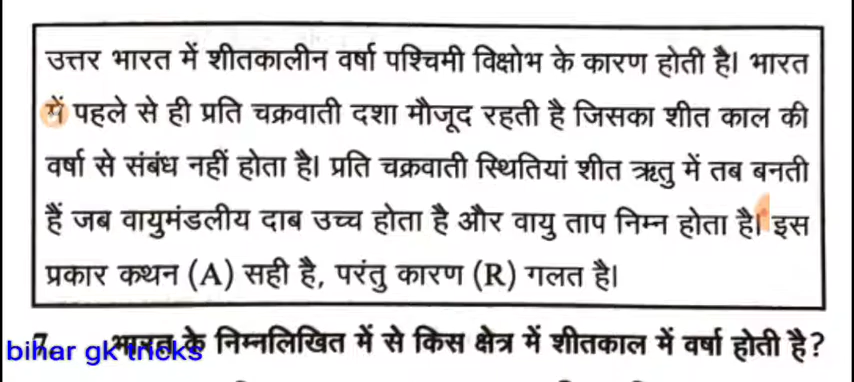 उत्तर भारत में शीतकालीन वर्षा पश्चिमी विक्षोभ के कारण होती है। भारत
में पहले से ही प्रति चक्रवाती दशा मौजूद रहती है जिसका शीत काल की
वर्षा से संबंध नहीं होता है। प्रति चक्रवाती स्थितियां शीत ऋतु में तब बनती
हैं जब वायुमंडलीय दाब उच्च होता है और वायु ताप निम्न होता है। इस
प्रकार कथन (A) सही है, परंतु कारण (R) गलत है।
7. भारत के निम्नलिखित में से किस क्षेत्र में शीतकाल में वर्षा होती है?
bihar gk tricks